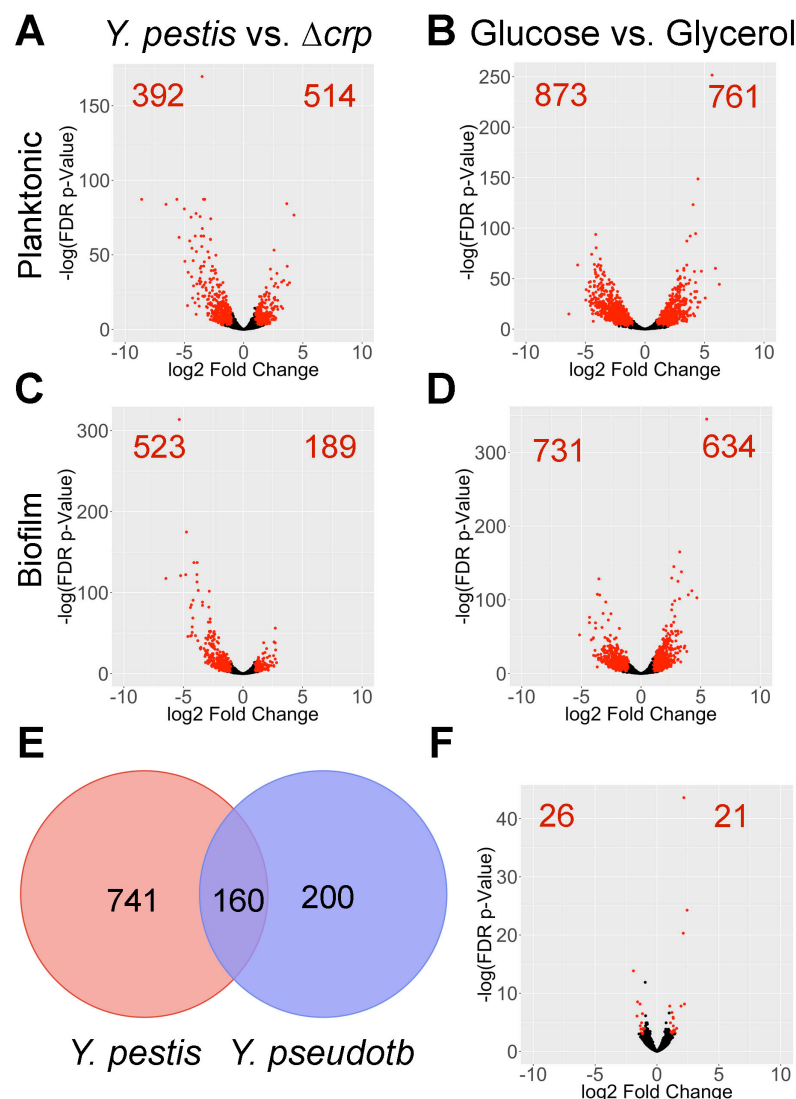 A Y. pestis vs. Δcrp B Glucose vs. Glycerol
Planktonic
-log(FDR p-Value)
392 514
150
100
50
0
-10 -5 0 5 10
log2 Fold Change
-log(FDR p-Value)
873 761
250
200
150
100
50
0
-10 -5 0 5 10
log2 Fold Change
C
Biofilm
-log(FDR p-Value)
523 189
300
200
100
0
-10 -5 0 5 10
log2 Fold Change
D
-log(FDR p-Value)
731 634
300
200
100
0
-10 -5 0 5 10
log2 Fold Change
E
741 160 200
Y. pestis Y. pseudotb
F
-log(FDR p-Value)
26 21
40
30
20
10
0
-10 -5 0 5 10
log2 Fold Change